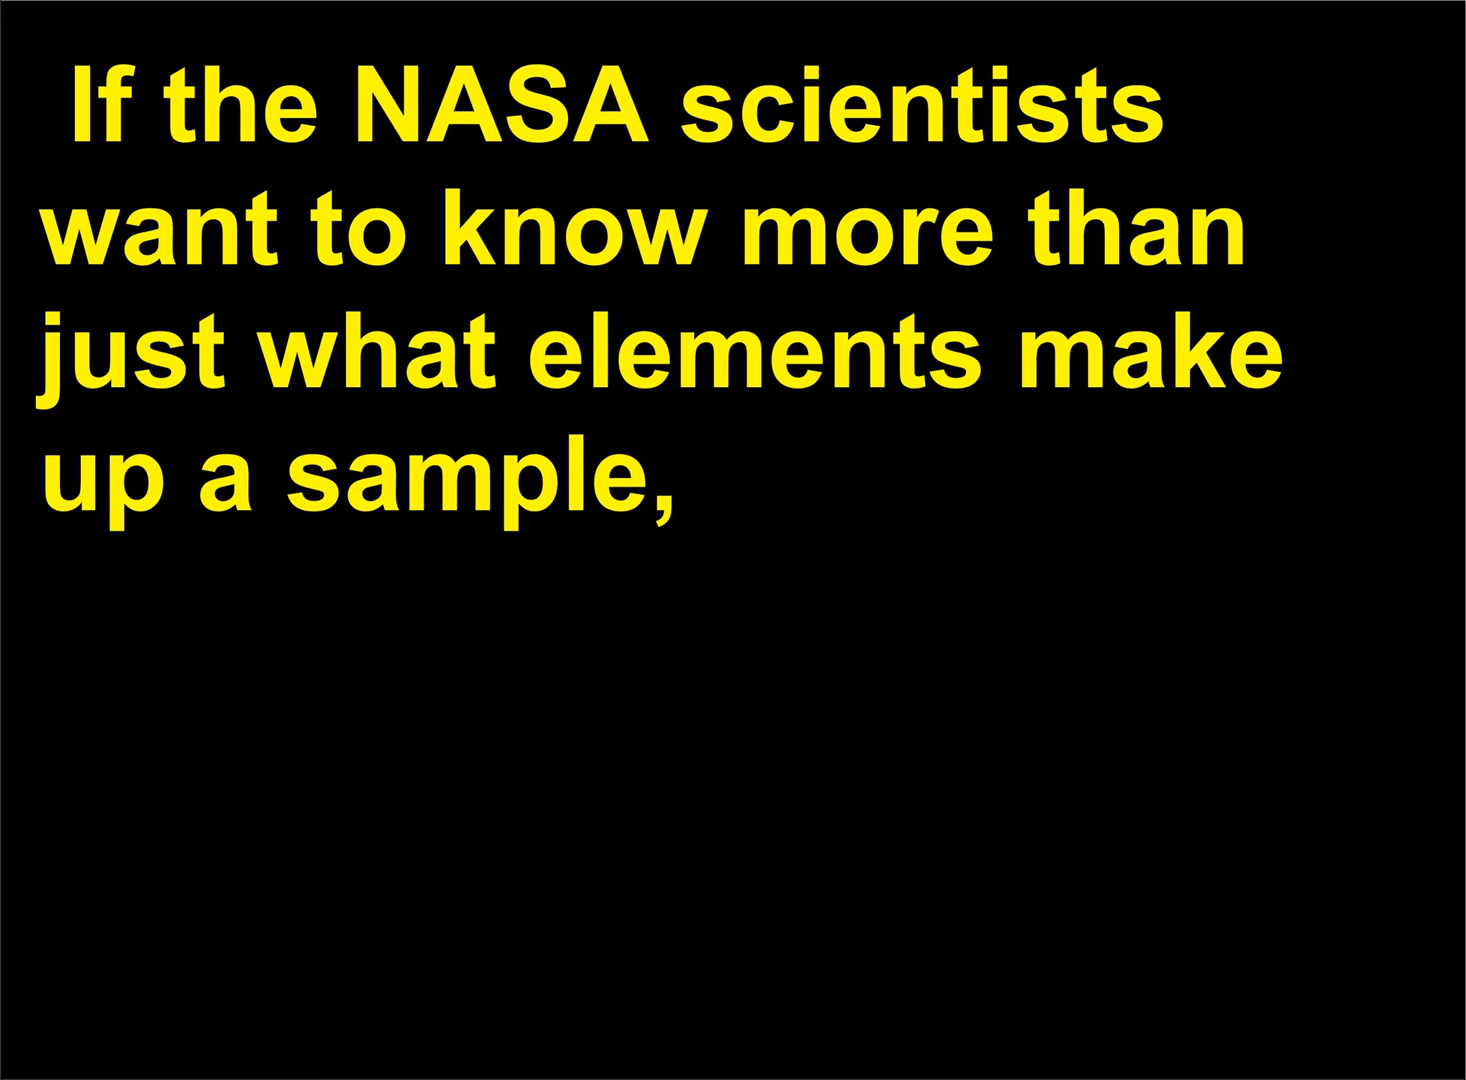 If the NASA scientists
want to know more than
just what elements make
up a sample,